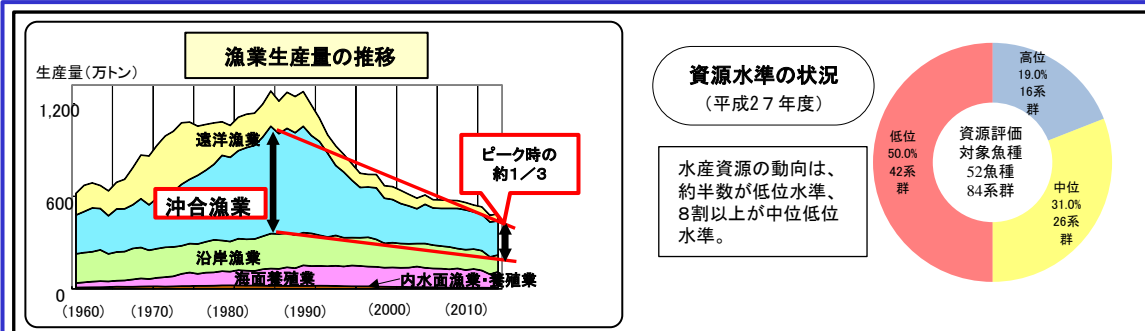 漁業生産量の推移
生産量（万トン）
1,200
600
0
遠洋漁業
沖合漁業
沿岸漁業
海面養殖業
内水面漁業・養殖業
ピーク時の
約1／3
（1960）
（1970）
（1980）
（1990）
（2000）
（2010）
資源水準の状況
（平成２７年度）
水産資源の動向は、
約半数が低位水準、
８割以上が中位低位
水準。
高位
19.0%
16系
群
低位
50.0%
42系
群
資源評価
対象魚種
52魚種
84系群
中位
31.0%
26系
群